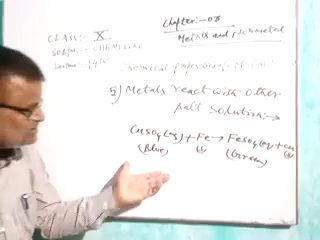 CLASS:- X
Chapter:-03
Metals and nonmetal
SUBJ:- CHEMISTRY
chemical properties of
5) Metals react with other
salt solution:→
CuSO4(aq)+Fe→FeSO4(aq)+Cu
(Blue) (s) (Green) (s)